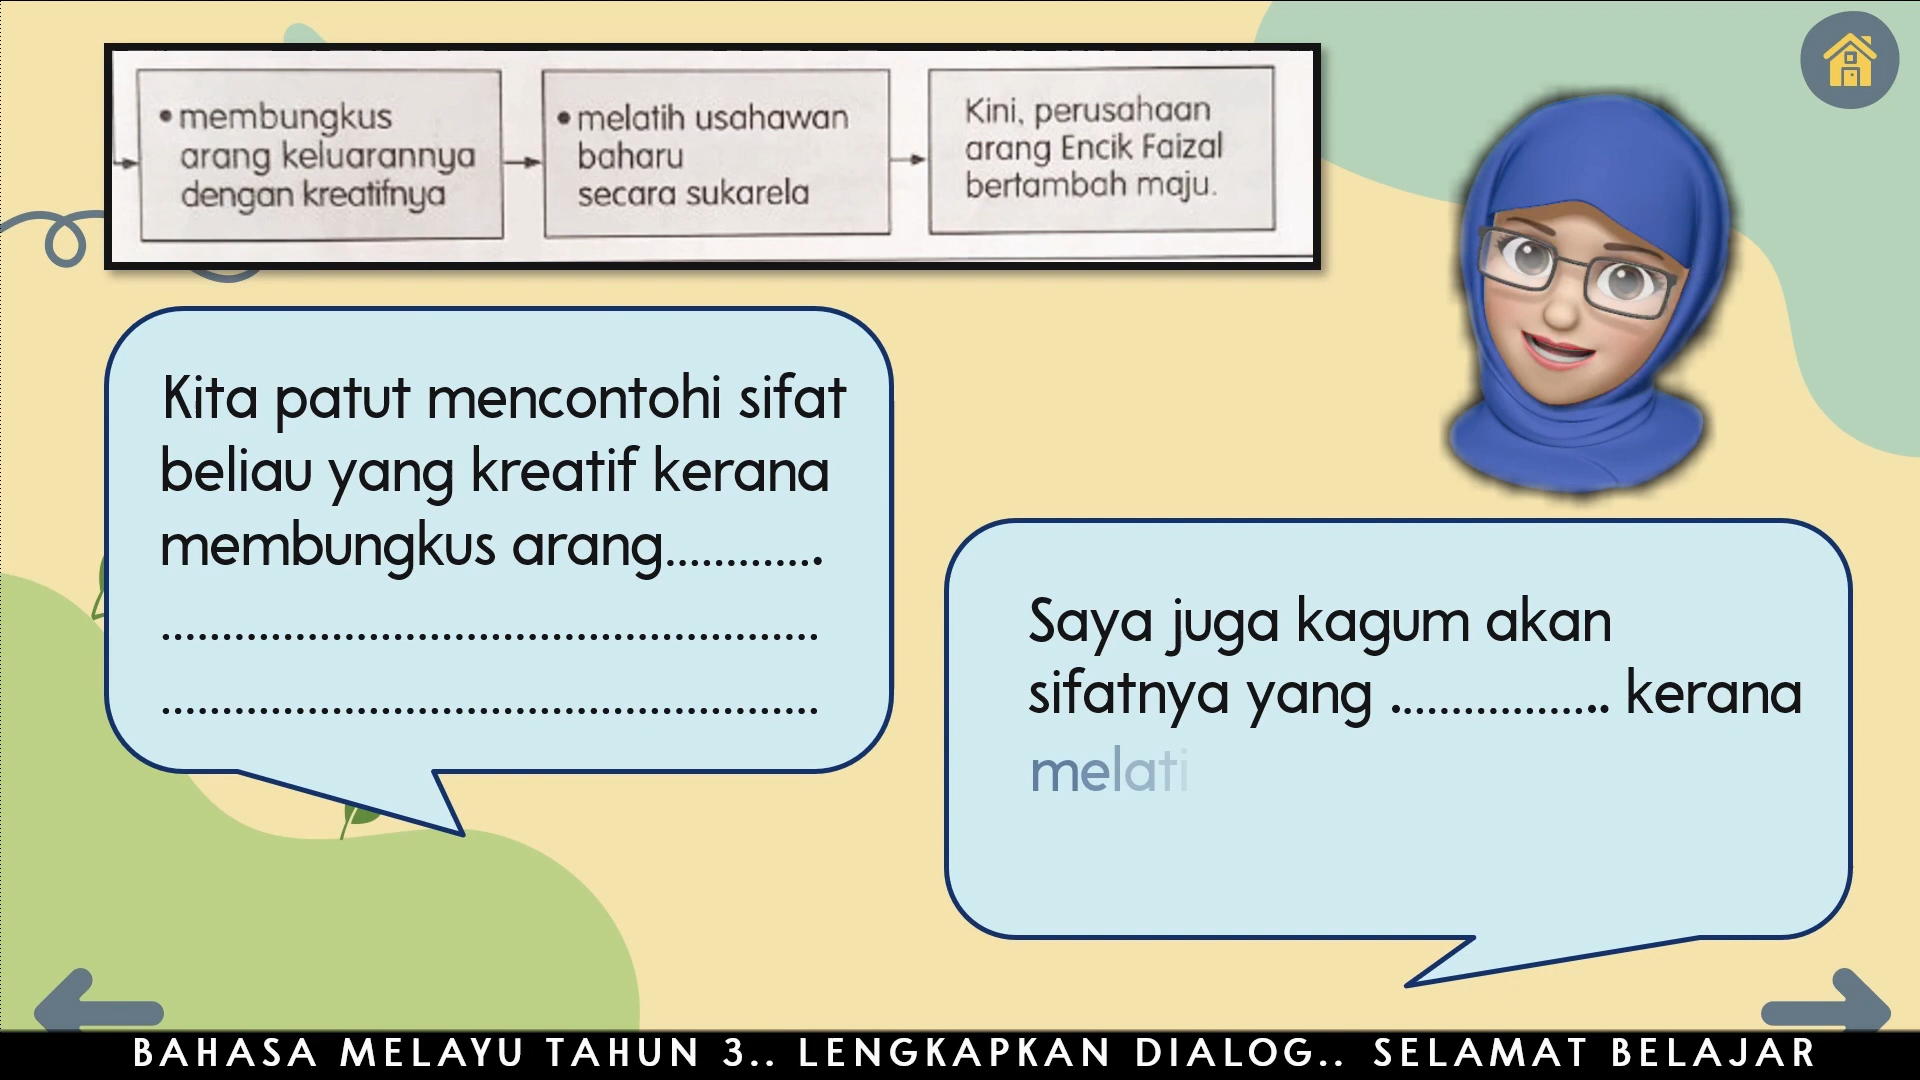 • membungkus
arang keluarannya
dengan kreatifnya
• melatih usahawan
baharu
secara sukarela
Kini, perusahaan
arang Encik Faizal
bertambah maju.
Kita patut mencontohi sifat
beliau yang kreatif kerana
membungkus arang.............
......................................................
......................................................
Saya juga kagum akan
sifatnya yang .................. kerana
melati
BAHASA MELAYU TAHUN 3.. LENGKAPKAN DIALOG.. SELAMAT BELAJAR